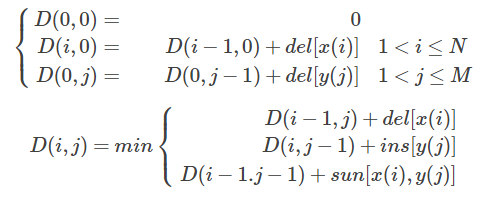 D(0,0) = 0
D(i,0) = D(i−1,0) + del[x(i)] 1 < i ≤ N
D(0,j) = D(0,j−1) + del[y(j)] 1 < j ≤ M
D(i−1,j) + del[x(i)]
D(i,j) = min { D(i,j−1) + ins[y(j)]
D(i−1.j−1) + sun[x(i),y(j)]